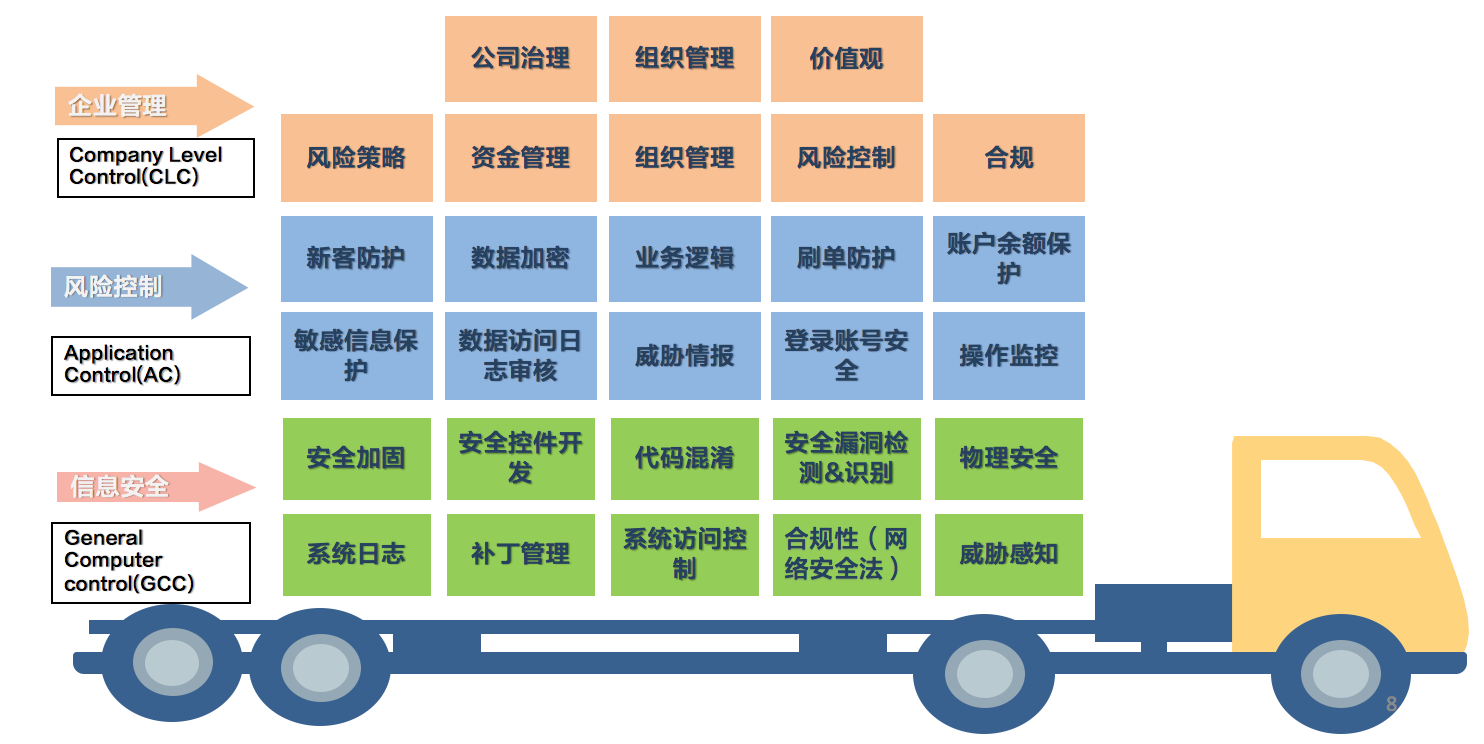 公司治理
组织管理
价值观
企业管理
Company Level
Control(CLC)
风险策略
资金管理
组织管理
风险控制
合规
新客防护
数据加密
业务逻辑
刷单防护
账户余额保
护
风险控制
Application
Control(AC)
敏感信息保
护
数据访问日
志审核
威胁情报
登录账号安
全
操作监控
安全加固
安全控件开
发
代码混淆
安全漏洞检
测&识别
物理安全
信息安全
General
Computer
control(GCC)
系统日志
补丁管理
系统访问控
制
合规性（网
络安全法）
威胁感知
8